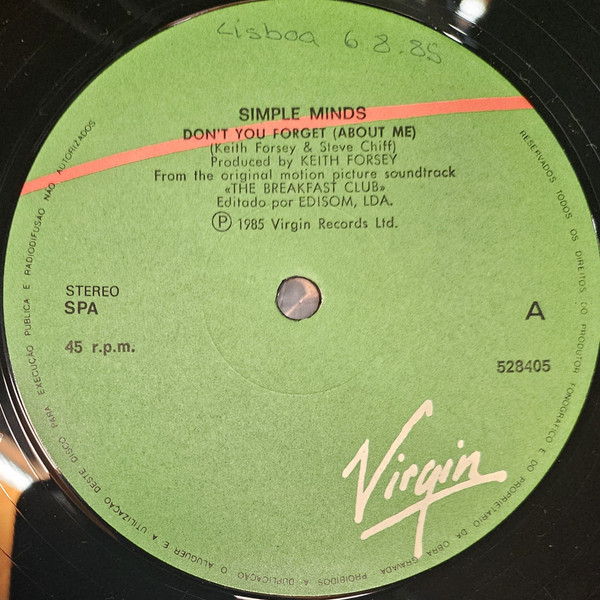 Lisboa 6.8.85
SIMPLE MINDS
DON'T YOU FORGET (ABOUT ME)
(Keith Forsey & Steve Chiff)
Produced by KEITH FORSEY
From the original motion picture soundtrack
«THE BREAKFAST CLUB»
Editado por EDISOM, LDA.
Ⓟ 1985 Virgin Records Ltd.
STEREO
SPA
45 r.p.m.
A
528405
Virgin
RESERVADOS TODOS OS DIREITOS DO PRODUTOR FONOGRÁFICO E DO PROPRIETÁRIO DA OBRA GRAVADA PROIBIDOS A DUPLICAÇÃO O ALUGUER E A UTILIZAÇÃO DESTE DISCO PARA EXECUÇÃO PÚBLICA E RADIODIFUSÃO NÃO AUTORIZADOS